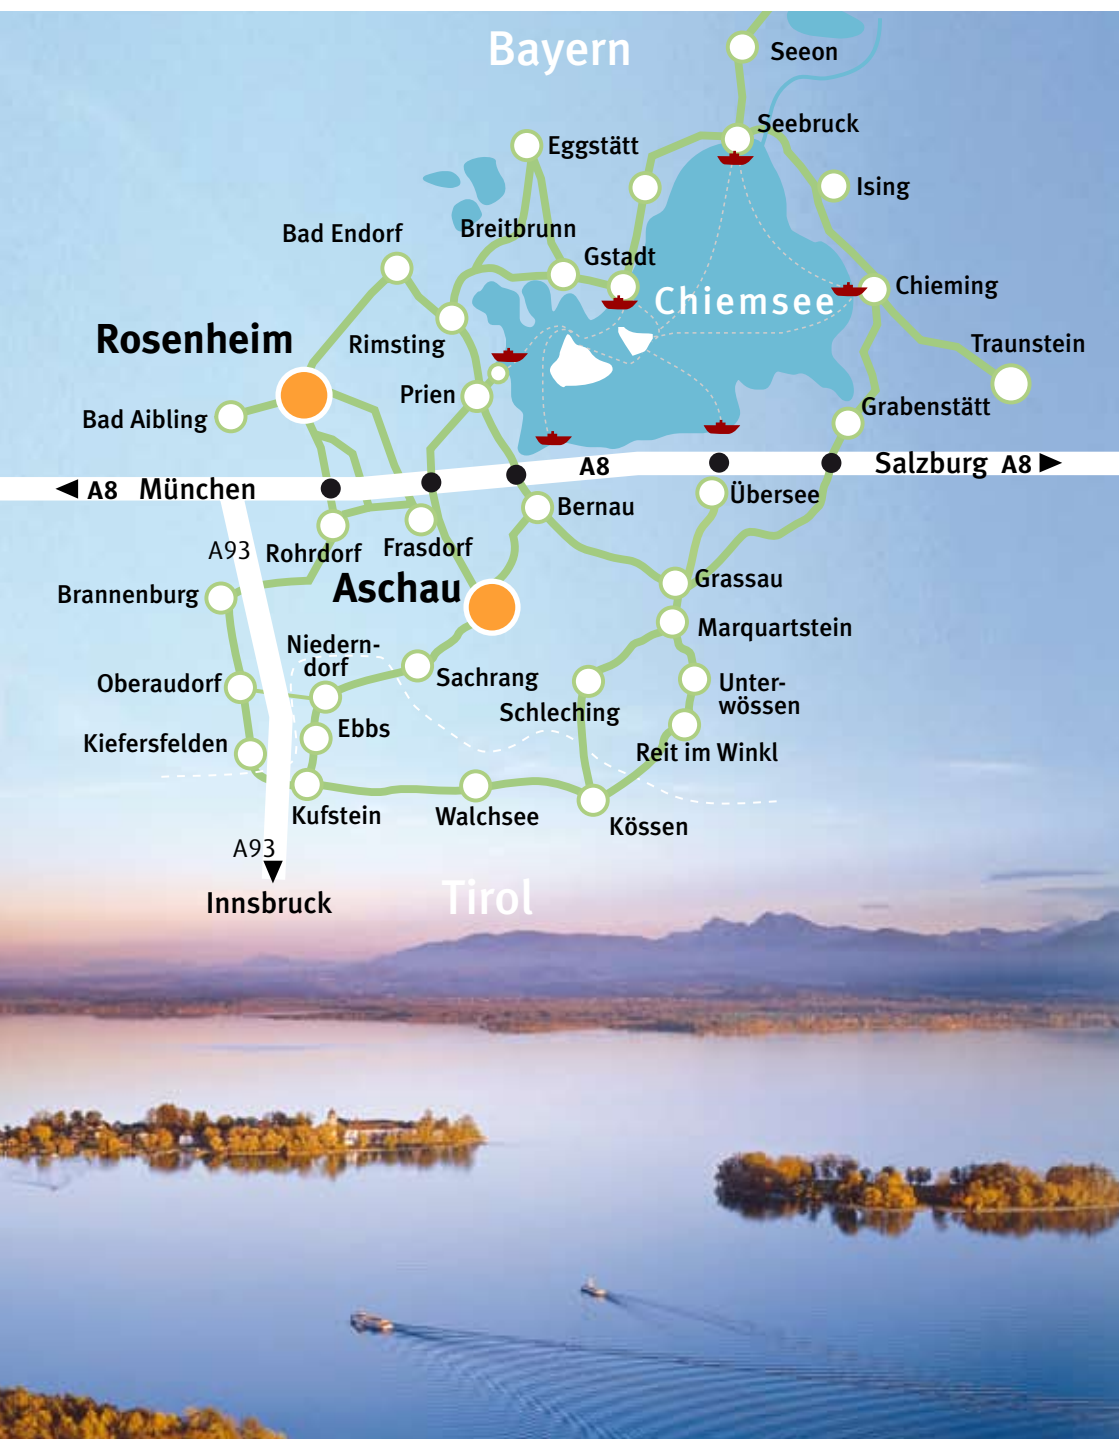 Bayern
Seeon
Seebruck
Eggstätt
Ising
Breitbrunn
Bad Endorf
Gstadt
Chieming
Chiemsee
Rosenheim
Rimsting
Traunstein
Prien
Grabenstätt
Bad Aibling
A8
Salzburg A8
A8 München
Übersee
Bernau
A93
Rohrdorf
Frasdorf
Aschau
Grassau
Brannenburg
Marquartstein
Niedern-
dorf
Sachrang
Oberaudorf
Unter-
wössen
Schleching
Ebbs
Kiefersfelden
Reit im Winkl
Kufstein
Walchsee
Kössen
A93
Innsbruck
Tirol